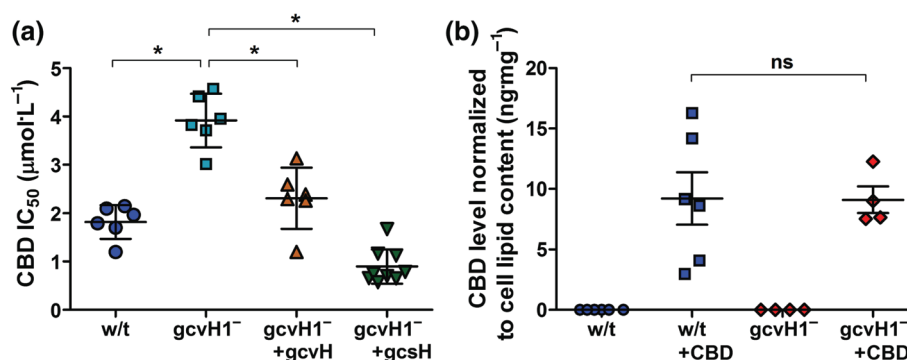 (a)
*
*
*
CBD IC₅₀ (μmol·L⁻¹)
5
4
3
2
1
0
w/t
gcvH1⁻
gcvH1⁻
+gcvH
gcvH1⁻
+gcsH
(b)
ns
CBD level normalized
to cell lipid content (ng·mg⁻¹)
20
15
10
5
0
w/t
w/t
+CBD
gcvH1⁻
gcvH1⁻
+CBD